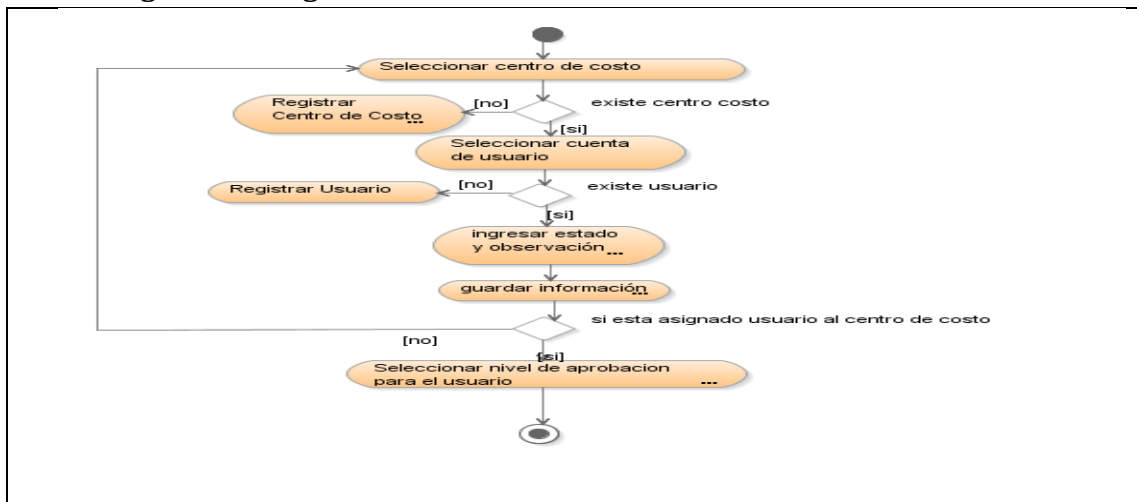 Seleccionar centro de costo
Registrar
Centro de Costo
[no]
existe centro costo
[si]
Seleccionar cuenta
de usuario
Registrar Usuario
[no]
existe usuario
[si]
ingresar estado
y observación
guardar información
si esta asignado usuario al centro de costo
[no]
[si]
Seleccionar nivel de aprobacion
para el usuario